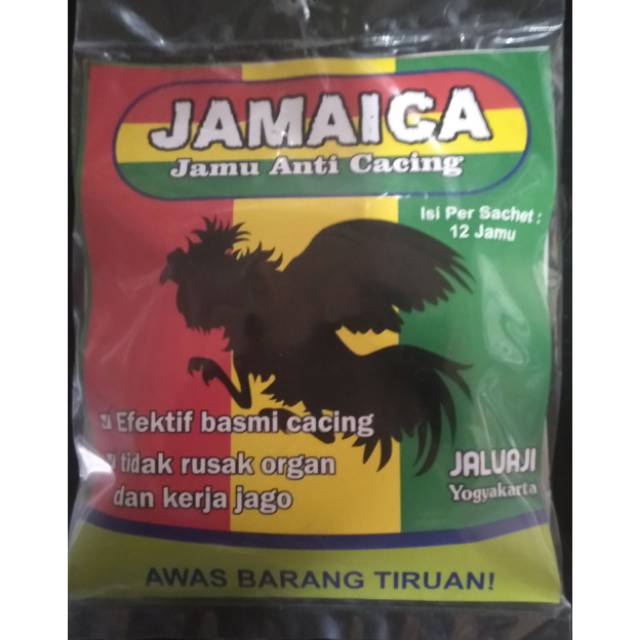 JAMAICA
Jamu Anti Cacing
Isi Per Sachet :
12 Jamu
Efektif basmi cacing
tidak rusak organ
dan kerja jago
JALUAJI
Yogyakarta
AWAS BARANG TIRUAN!